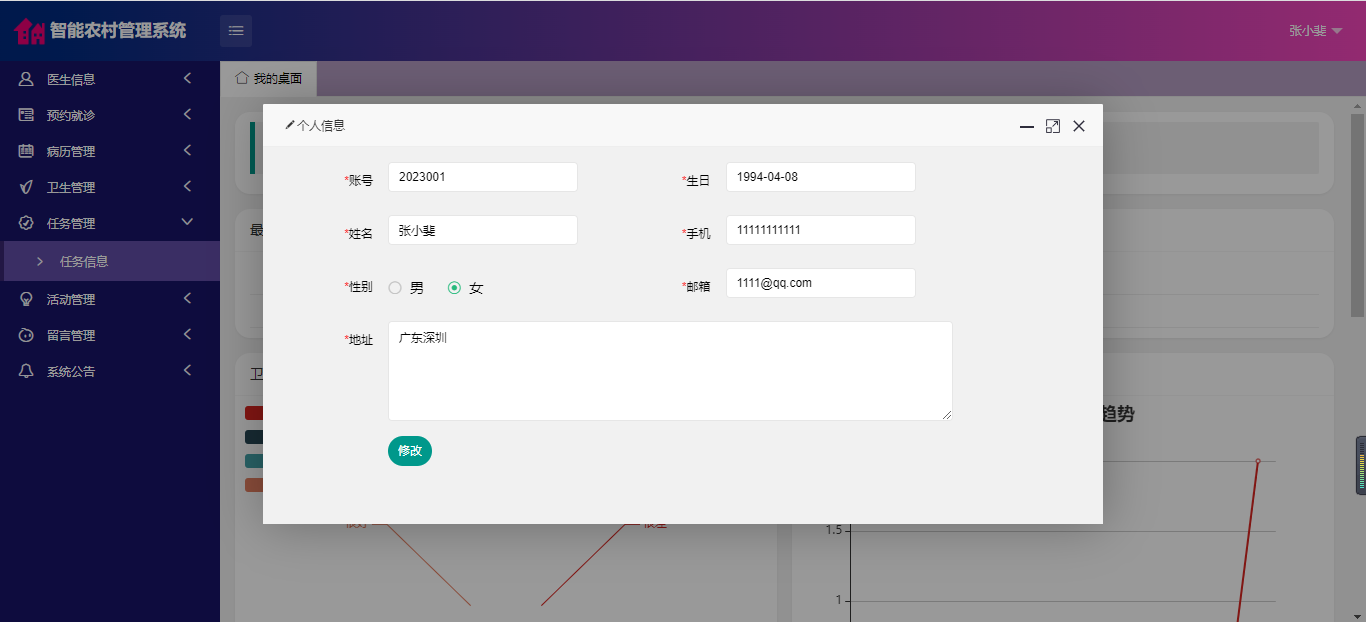 智能农村管理系统
张小斐
医生信息
预约就诊
病历管理
卫生管理
任务管理
任务信息
活动管理
留言管理
系统公告
我的桌面
个人信息
*账号 2023001
*生日 1994-04-08
*姓名 张小斐
*手机 11111111111
*性别 男 女
*邮箱 1111@qq.com
*地址 广东深圳
修改
最
卫
趋势
1.5
1